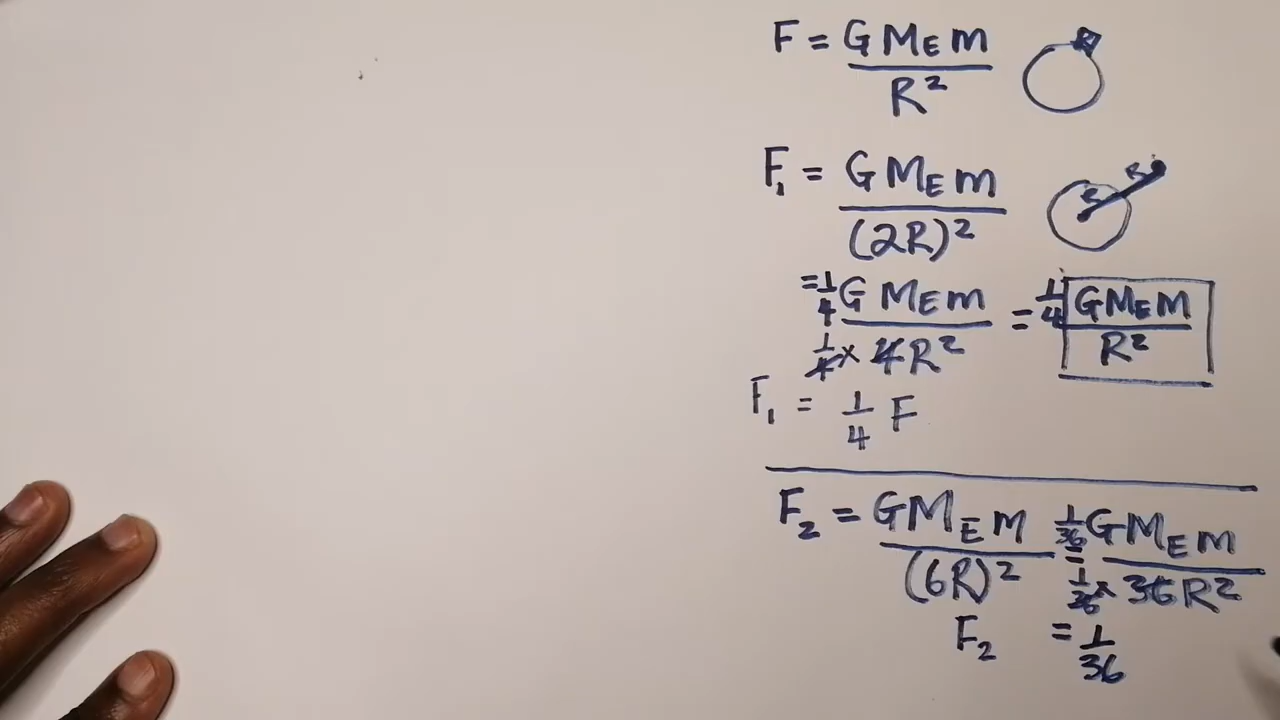 F = GMEm / R²
F₁ = GMEm / (2R)²
R R
= 1/4 GMEm / 1/4 × 4R² = 1/4 GMEm / R²
F₁ = 1/4 F
F₂ = GMEm / (6R)² = 1/36 GMEm / 1/36 × 36R²
F₂ = 1/36